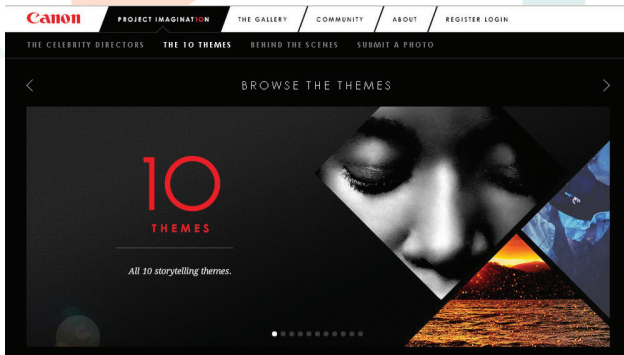 Canon PROJECT IMAGINAT10N THE GALLERY COMMUNITY ABOUT REGISTER LOGIN
THE CELEBRITY DIRECTORS THE 10 THEMES BEHIND THE SCENES SUBMIT A PHOTO
BROWSE THE THEMES
10
THEMES
All 10 storytelling themes.